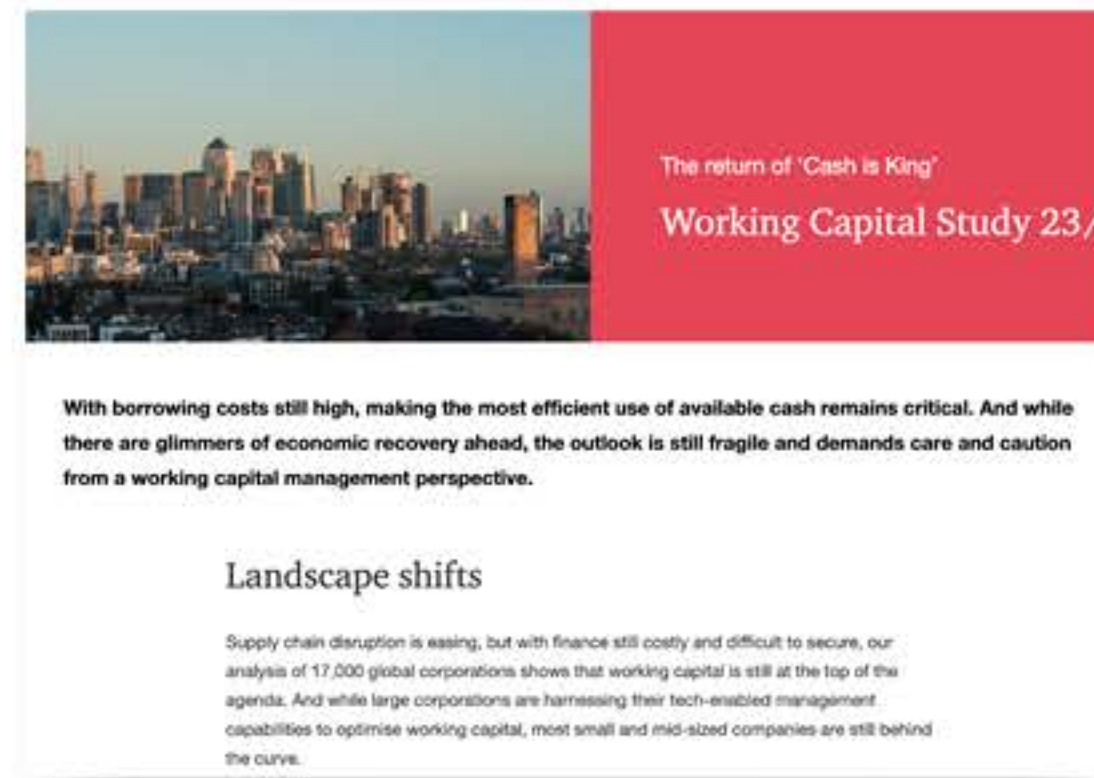 The return of 'Cash is King'
Working Capital Study 23/
With borrowing costs still high, making the most efficient use of available cash remains critical. And while
there are glimmers of economic recovery ahead, the outlook is still fragile and demands care and caution
from a working capital management perspective.
Landscape shifts
Supply chain disruption is easing, but with finance still costly and difficult to secure, our
analysis of 17,000 global corporations shows that working capital is still at the top of the
agenda. And while large corporations are harnessing their tech-enabled management
capabilities to optimise working capital, most small and mid-sized companies are still behind
the curve.